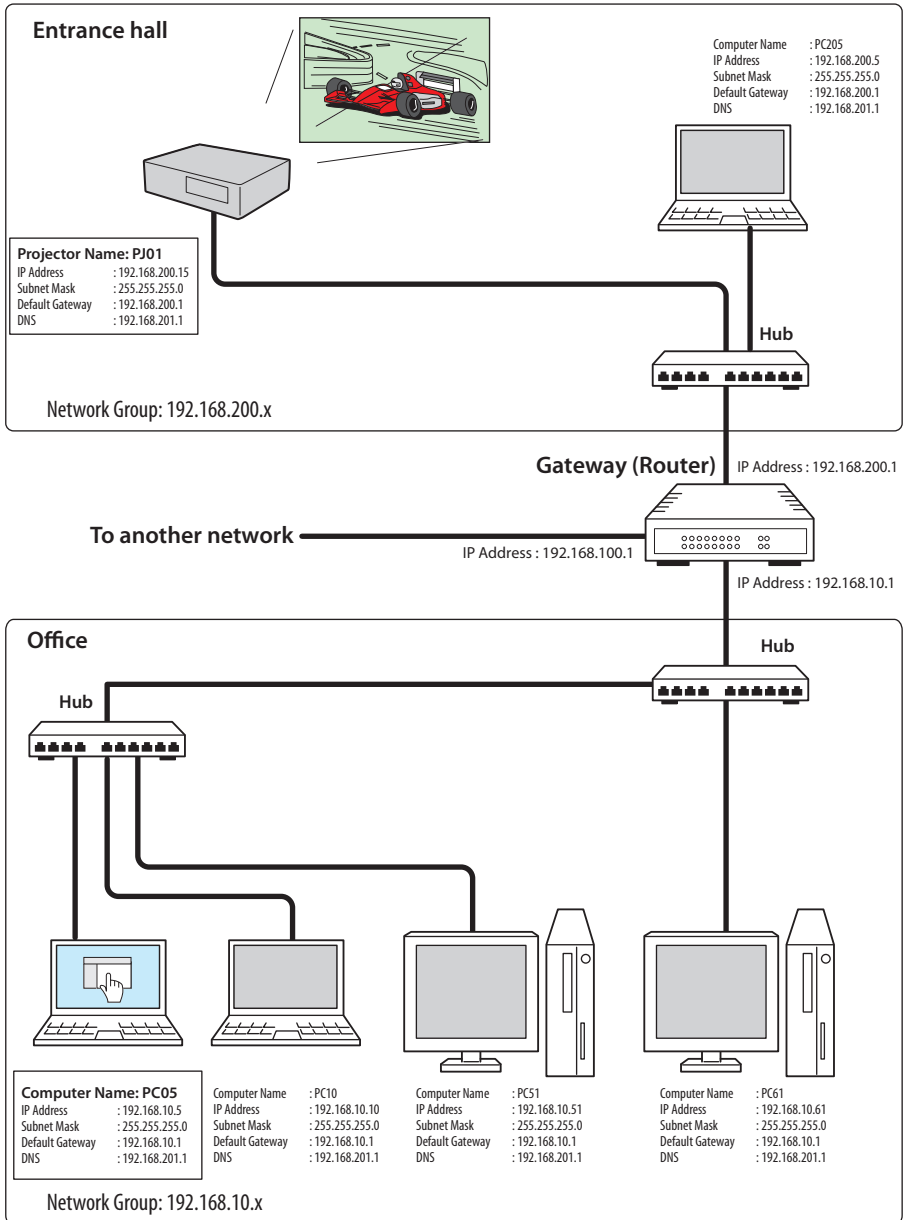 Entrance hall
Computer Name : PC205
IP Address : 192.168.200.5
Subnet Mask : 255.255.255.0
Default Gateway : 192.168.200.1
DNS : 192.168.201.1
Projector Name: PJ01
IP Address : 192.168.200.15
Subnet Mask : 255.255.255.0
Default Gateway : 192.168.200.1
DNS : 192.168.201.1
Hub
Network Group: 192.168.200.x
Gateway (Router)
IP Address : 192.168.200.1
To another network
IP Address : 192.168.100.1
IP Address : 192.168.10.1
Office
Hub
Hub
Computer Name: PC05
IP Address : 192.168.10.5
Subnet Mask : 255.255.255.0
Default Gateway : 192.168.10.1
DNS : 192.168.201.1
Computer Name : PC10
IP Address : 192.168.10.10
Subnet Mask : 255.255.255.0
Default Gateway : 192.168.10.1
DNS : 192.168.201.1
Computer Name : PC51
IP Address : 192.168.10.51
Subnet Mask : 255.255.255.0
Default Gateway : 192.168.10.1
DNS : 192.168.201.1
Computer Name : PC61
IP Address : 192.168.10.61
Subnet Mask : 255.255.255.0
Default Gateway : 192.168.10.1
DNS : 192.168.201.1
Network Group: 192.168.10.x